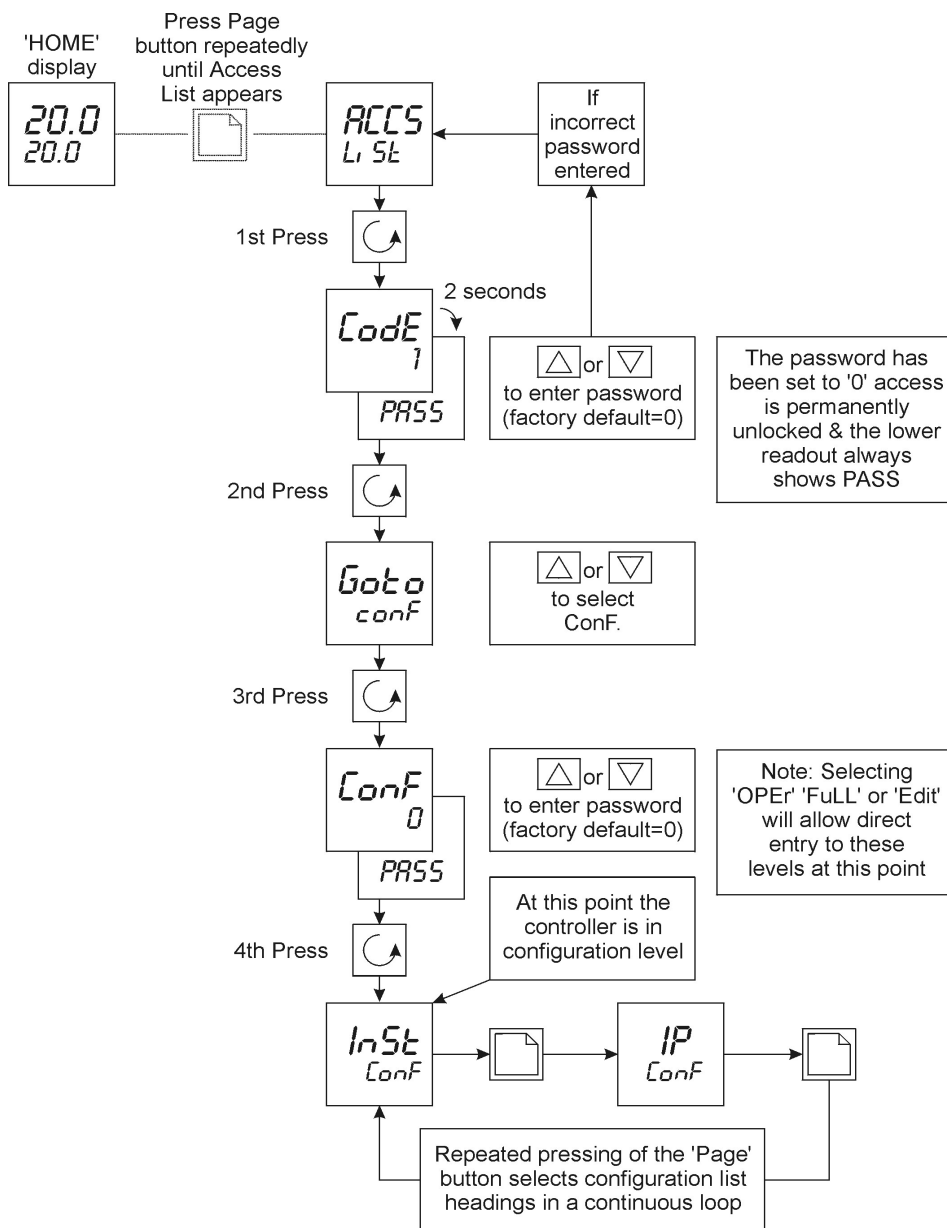 'HOME'
display
Press Page
button repeatedly
until Access
List appears
20.0
20.0
ACCS
LiSt
If
incorrect
password
entered
1st Press
2 seconds
CodE
1
PASS
△ or ▽
to enter password
(factory default=0)
The password has
been set to '0' access
is permanently
unlocked & the lower
readout always
shows PASS
2nd Press
Goto
conF
△ or ▽
to select
ConF.
3rd Press
ConF
0
PASS
△ or ▽
to enter password
(factory default=0)
Note: Selecting
'OPEr' 'FuLL' or 'Edit'
will allow direct
entry to these
levels at this point
At this point the
controller is in
configuration level
4th Press
InSt
ConF
IP
ConF
Repeated pressing of the 'Page'
button selects configuration list
headings in a continuous loop